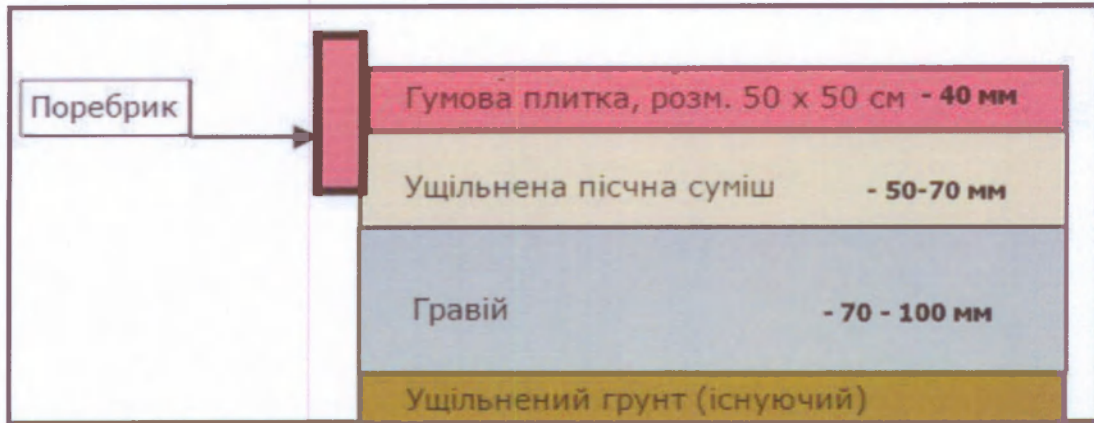 Поребрик
Гумова плитка, розм. 50 х 50 см - 40 мм
Ущільнена пісчна суміш - 50-70 мм
Гравій - 70 - 100 мм
Ущільнений грунт (існуючий)